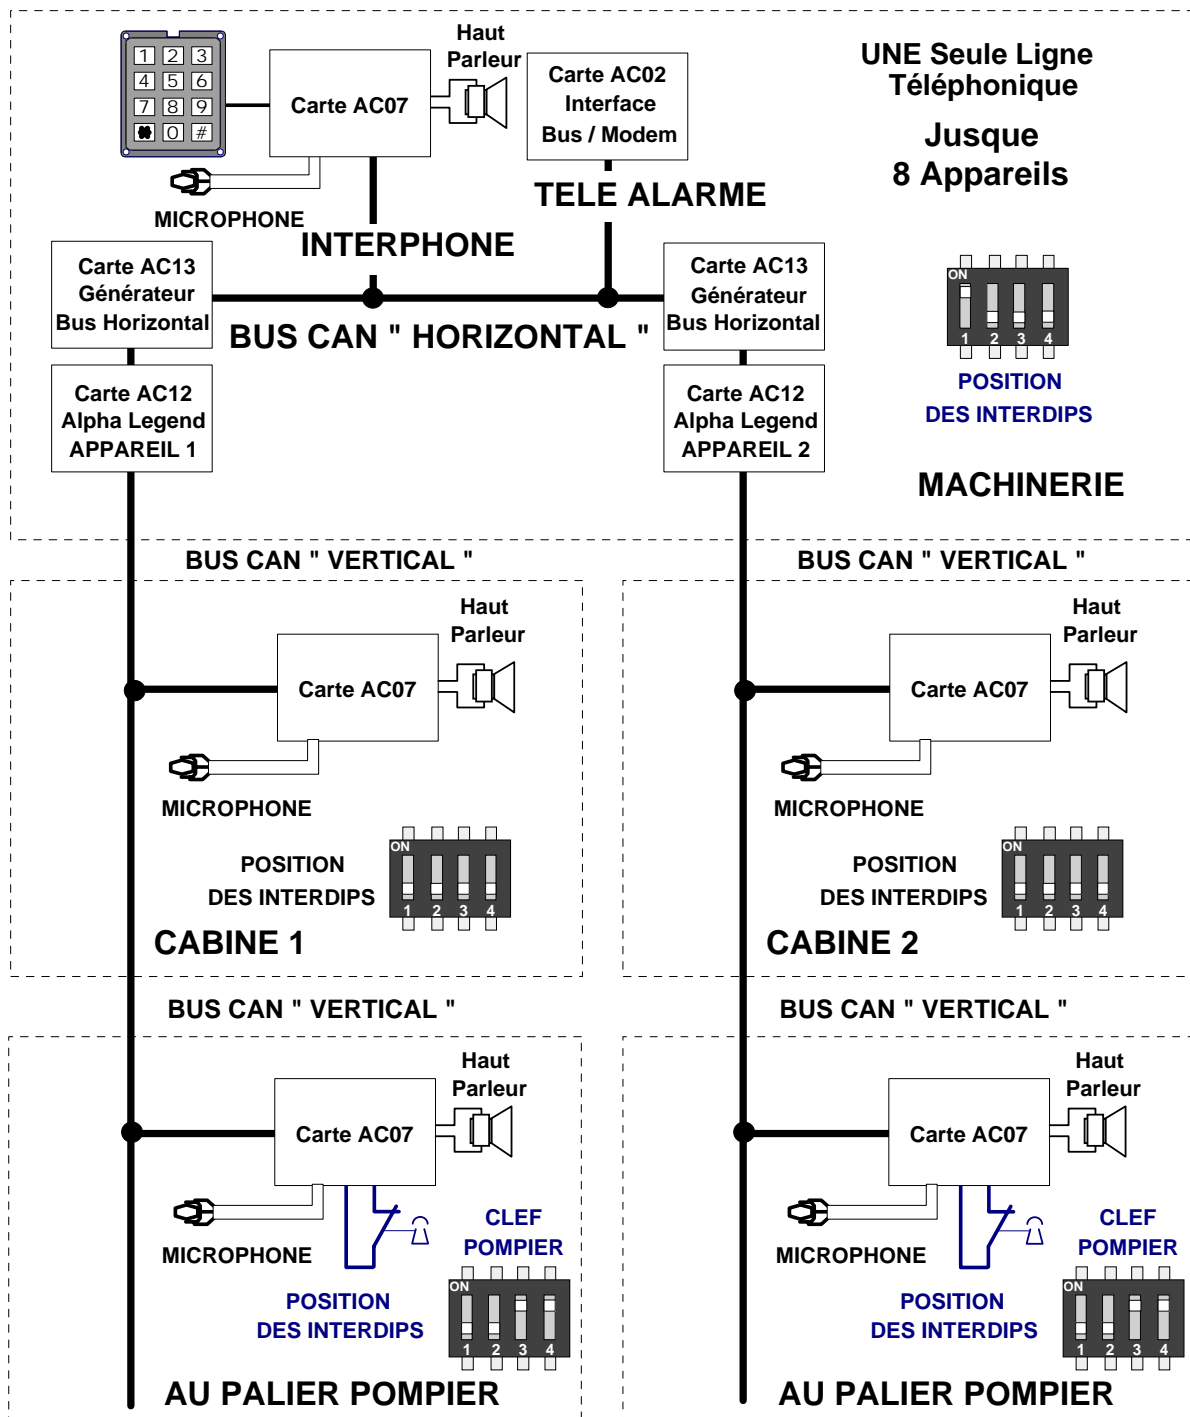 1 2 3
4 5 6
7 8 9
✱ 0 #
Carte AC07
Haut
Parleur
MICROPHONE
Carte AC02
Interface
Bus / Modem
UNE Seule Ligne
Téléphonique
Jusque
8 Appareils
INTERPHONE
TELE ALARME
Carte AC13
Générateur
Bus Horizontal
BUS CAN " HORIZONTAL "
Carte AC13
Générateur
Bus Horizontal
ON
1 2 3 4
POSITION
DES INTERDIPS
Carte AC12
Alpha Legend
APPAREIL 1
Carte AC12
Alpha Legend
APPAREIL 2
MACHINERIE
BUS CAN " VERTICAL "
BUS CAN " VERTICAL "
Haut
Parleur
Carte AC07
MICROPHONE
POSITION
DES INTERDIPS
ON
1 2 3 4
CABINE 1
Haut
Parleur
Carte AC07
MICROPHONE
POSITION
DES INTERDIPS
ON
1 2 3 4
CABINE 2
BUS CAN " VERTICAL "
BUS CAN " VERTICAL "
Haut
Parleur
Carte AC07
MICROPHONE
CLEF
POMPIER
POSITION
DES INTERDIPS
ON
1 2 3 4
AU PALIER POMPIER
Haut
Parleur
Carte AC07
MICROPHONE
CLEF
POMPIER
POSITION
DES INTERDIPS
ON
1 2 3 4
AU PALIER POMPIER